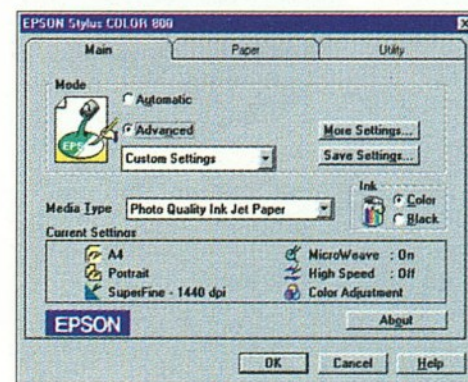 EPSON Stylus COLOR 800
Main Paper Utility
Mode
Automatic
EPS
Advanced
More Settings...
Custom Settings
Save Settings...
Ink
Media Type Photo Quality Ink Jet Paper
Color
Black
Current Settings
A4 MicroWeave : On
Portrait High Speed : Off
SuperFine - 1440 dpi Color Adjustment
EPSON About
OK Cancel Help